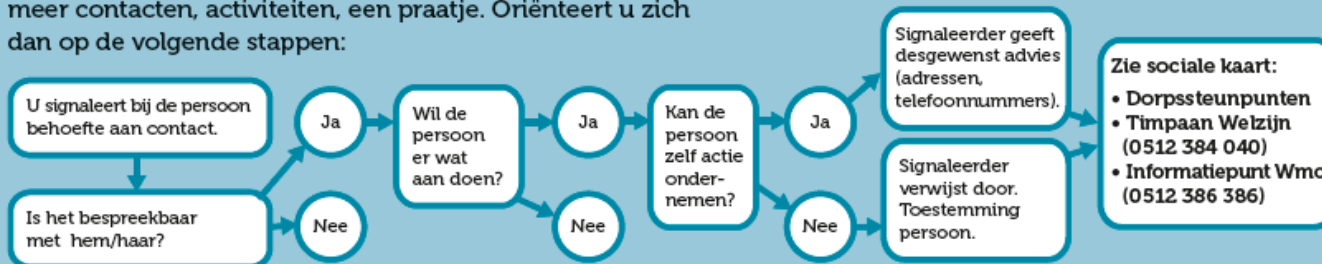 meer contacten, activiteiten, een praatje. Oriënteert u zich
dan op de volgende stappen:
U signaleert bij de persoon
behoefte aan contact.
Is het bespreekbaar
met hem/haar?
Ja
Nee
Wil de
persoon
er wat
aan doen?
Ja
Nee
Kan de
persoon
zelf actie
onder-
nemen?
Ja
Nee
Signaleerder geeft
desgewenst advies
(adressen,
telefoonnummers).
Signaleerder
verwijst door.
Toestemming
persoon.
Zie sociale kaart:
• Dorpssteunpunten
• Timpaan Welzijn
(0512 384 040)
• Informatiepunt Wmo
(0512 386 386)